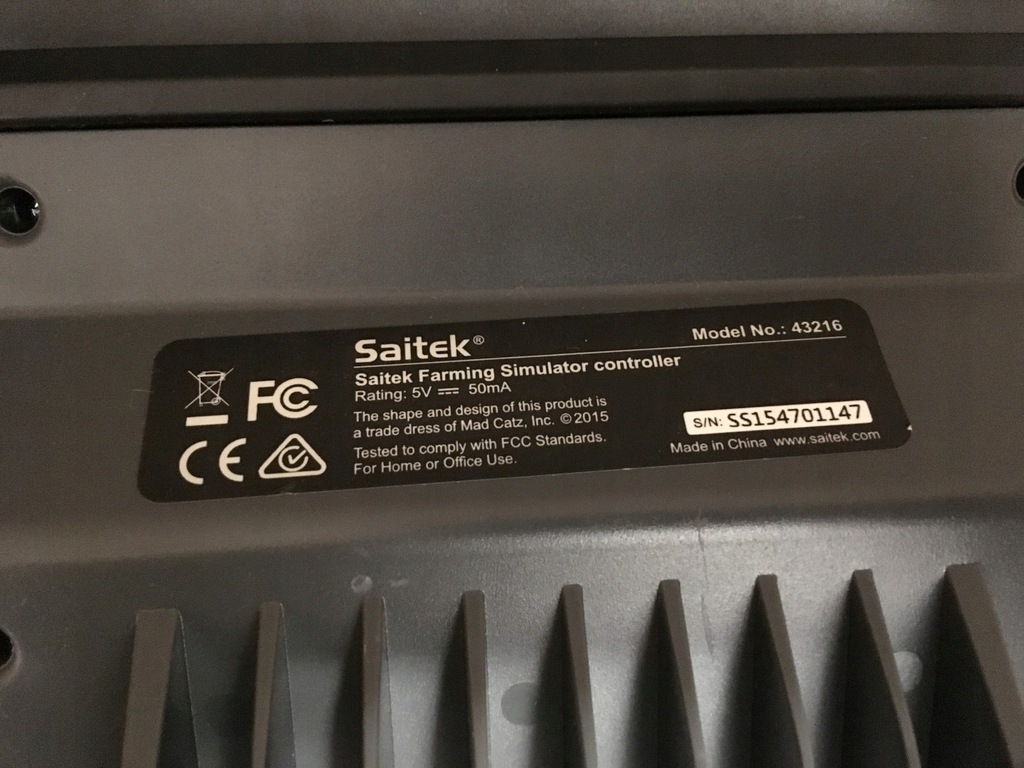 Saitek®
Model No.: 43216
Saitek Farming Simulator controller
Rating: 5V ⎓ 50mA
The shape and design of this product is
a trade dress of Mad Catz, Inc. ©2015
Tested to comply with FCC Standards.
For Home or Office Use.
FC
CE
S/N: SS154701147
Made in China www.saitek.com